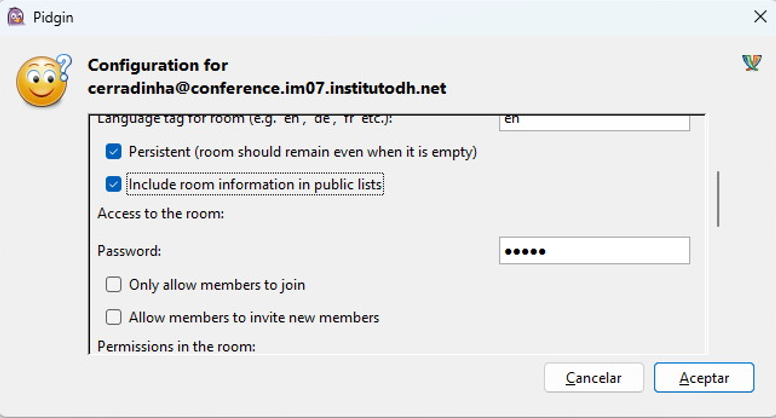 Pidgin
Configuration for
cerradinha@conference.im07.institutodh.net
Language tag for room (e.g. 'en', 'de', 'fr' etc.):
en
Persistent (room should remain even when it is empty)
Include room information in public lists
Access to the room:
Password:
•••••
Only allow members to join
Allow members to invite new members
Permissions in the room:
Cancelar
Aceptar